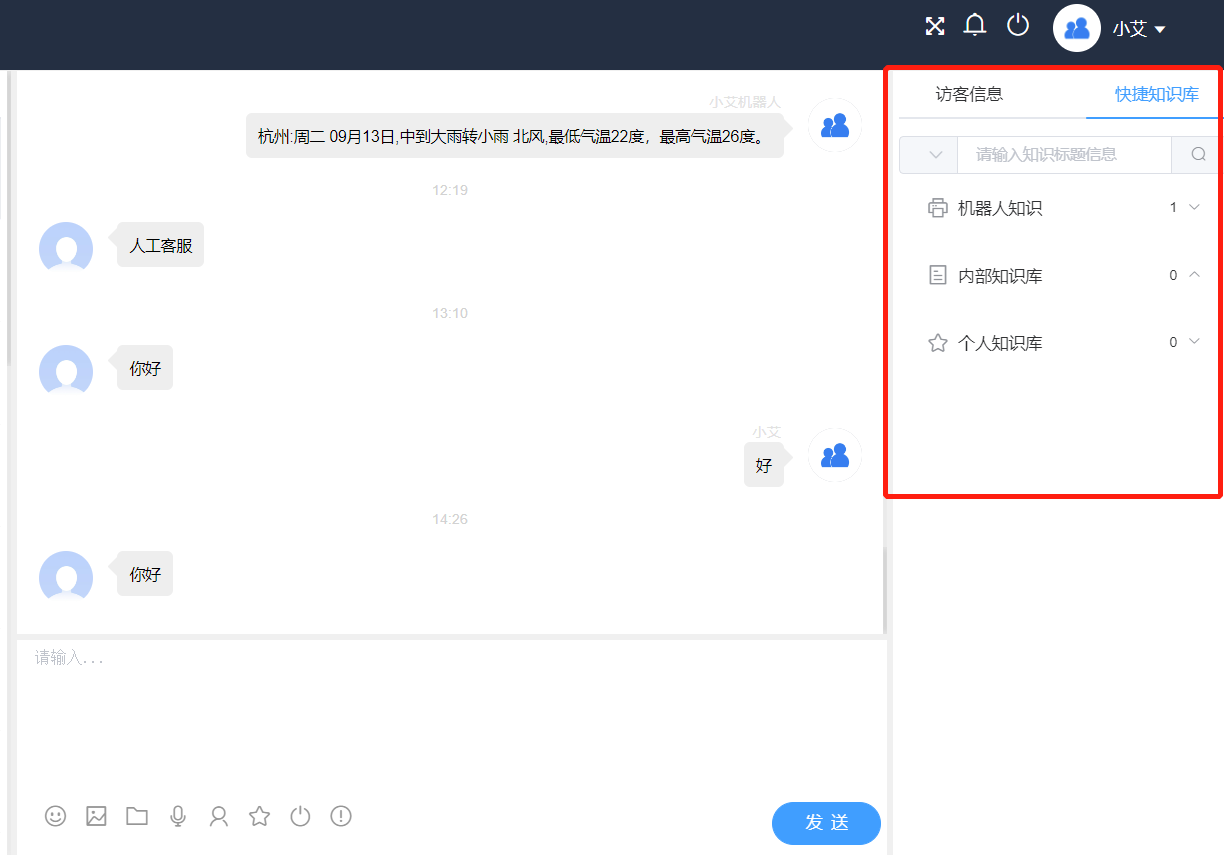 小艾
小艾机器人
杭州:周二 09月13日,中到大雨转小雨 北风,最低气温22度，最高气温26度。
12:19
人工客服
13:10
你好
小艾
好
14:26
你好
请输入...
发 送
访客信息
快捷知识库
请输入知识标题信息
机器人知识 1
内部知识库 0
个人知识库 0